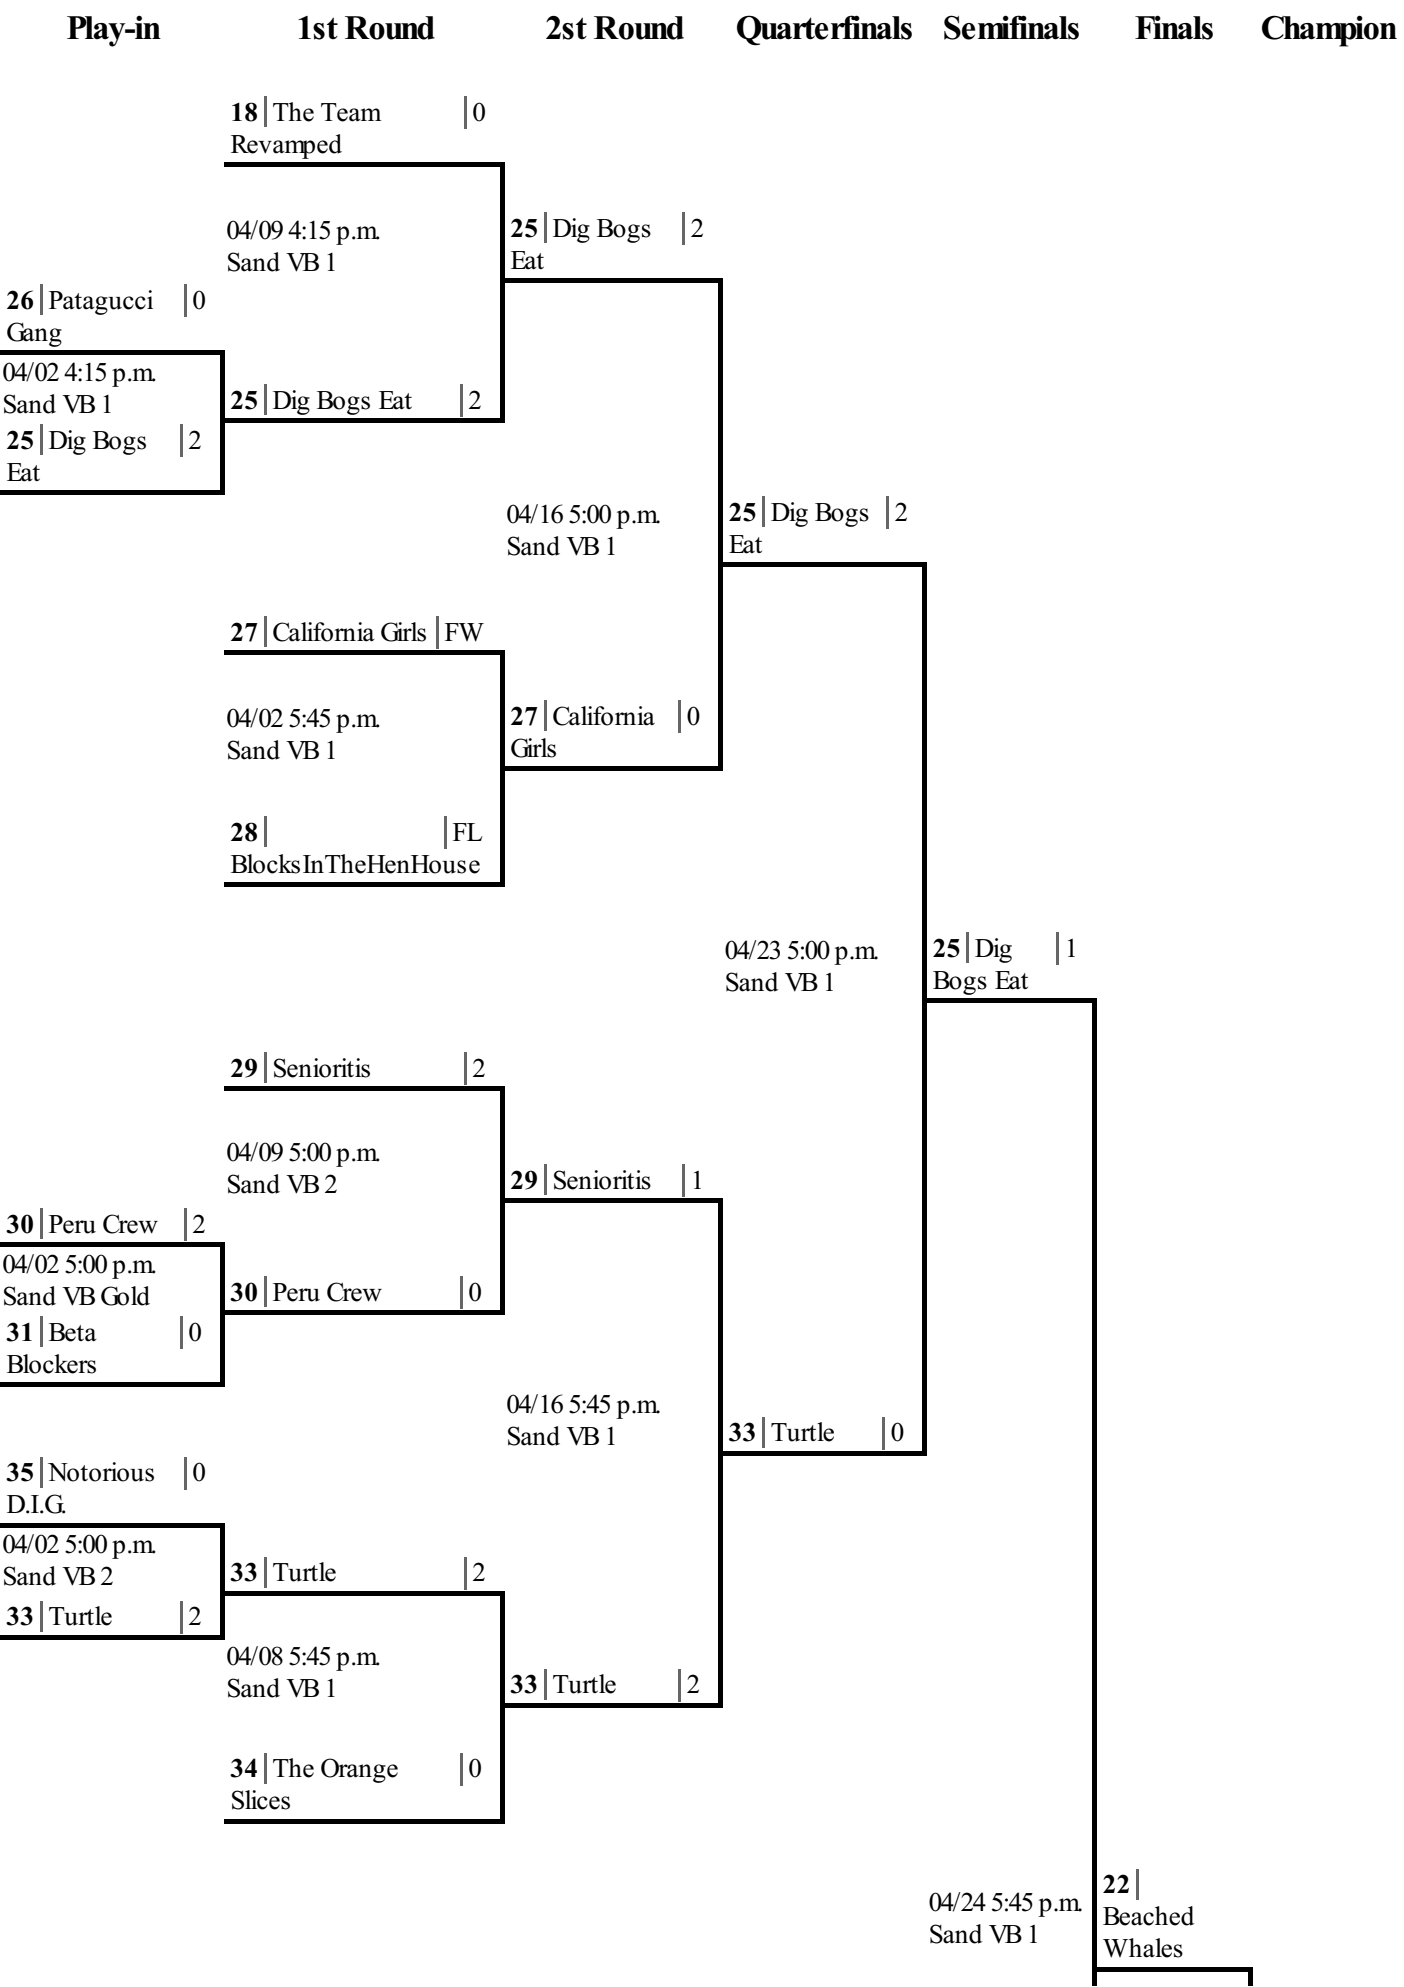 Play-in 1st Round 2st Round Quarterfinals Semifinals Finals Champion
18 The Team 0
Revamped
04/09 4:15 p.m.
Sand VB 1
25 Dig Bogs 2
Eat
26 Patagucci 0
Gang
04/02 4:15 p.m.
Sand VB 1
25 Dig Bogs 2
Eat
25 Dig Bogs Eat 2
04/16 5:00 p.m.
Sand VB 1
25 Dig Bogs 2
Eat
27 California Girls FW
04/02 5:45 p.m.
Sand VB 1
27 California 0
Girls
28 FL
BlocksInTheHenHouse
04/23 5:00 p.m.
Sand VB 1
25 Dig 1
Bogs Eat
29 Senioritis 2
04/09 5:00 p.m.
Sand VB 2
29 Senioritis 1
30 Peru Crew 2
04/02 5:00 p.m.
Sand VB Gold
31 Beta 0
Blockers
30 Peru Crew 0
04/16 5:45 p.m.
Sand VB 1
33 Turtle 0
35 Notorious 0
D.I.G.
04/02 5:00 p.m.
Sand VB 2
33 Turtle 2
33 Turtle 2
04/08 5:45 p.m.
Sand VB 1
33 Turtle 2
34 The Orange 0
Slices
04/24 5:45 p.m.
Sand VB 1
22
Beached
Whales